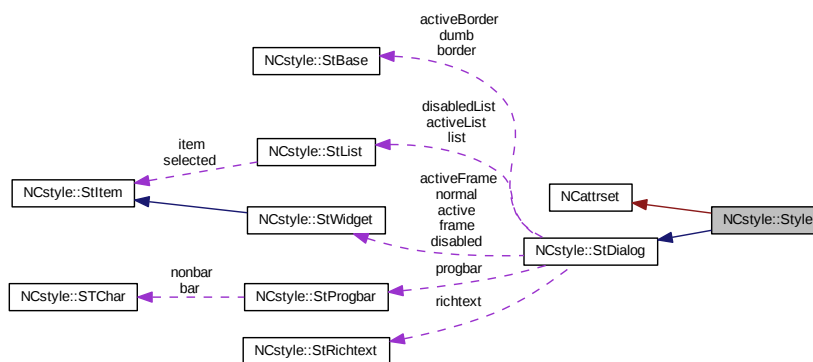 activeBorder
dumb
border
NCstyle::StBase
disabledList
activeList
list
item
selected
NCstyle::StList
NCstyle::StItem
activeFrame
normal
active
frame
disabled
NCstyle::StWidget
NCattrset
NCstyle::Style
NCstyle::StDialog
progbar
nonbar
bar
NCstyle::STChar
NCstyle::StProgbar
richtext
NCstyle::StRichtext